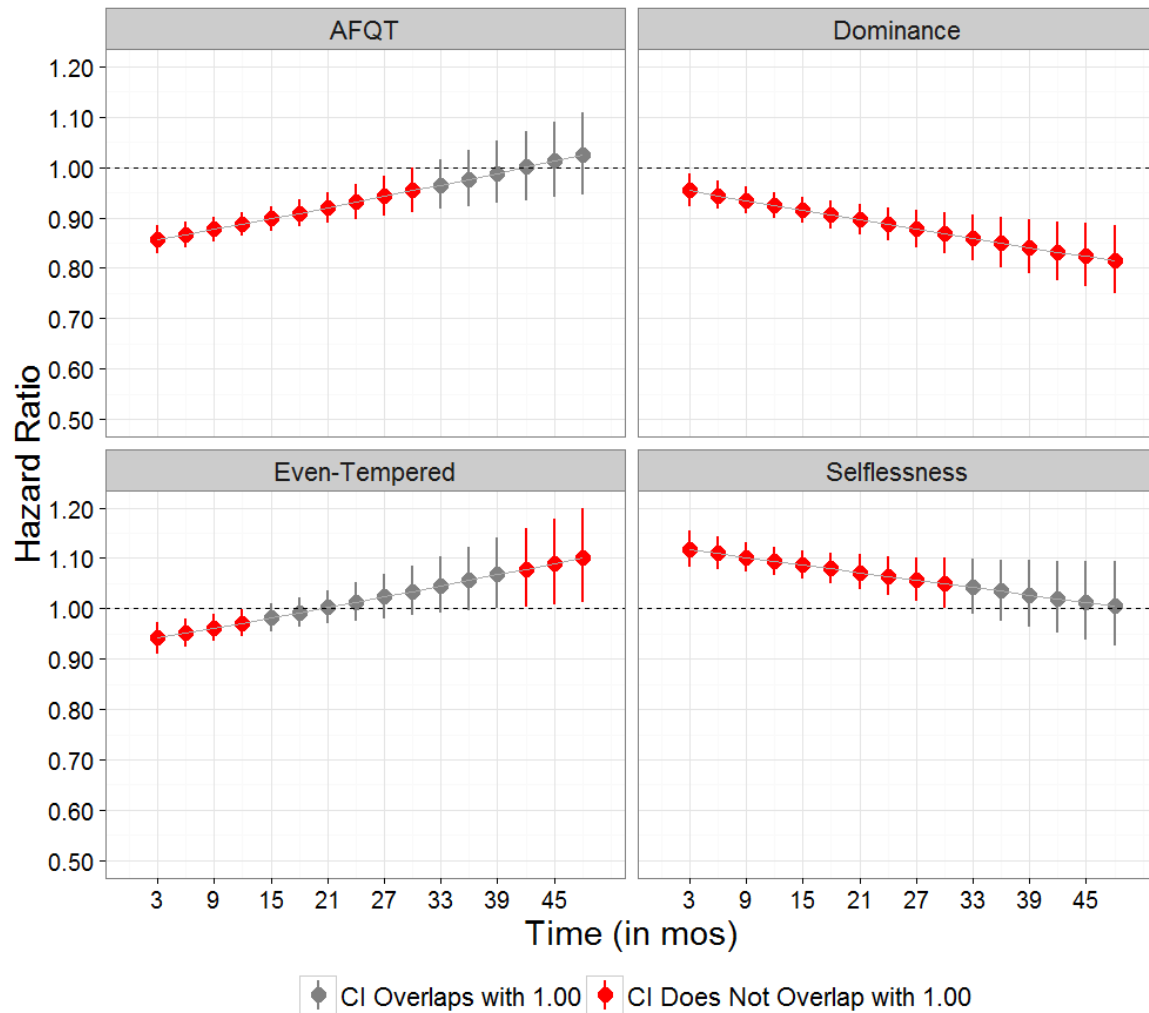 AFQT Dominance
1.20
1.10
1.00
0.90
0.80
0.70
0.60
0.50
Hazard Ratio
Even-Tempered Selflessness
1.20
1.10
1.00
0.90
0.80
0.70
0.60
0.50
3 9 15 21 27 33 39 45 3 9 15 21 27 33 39 45
Time (in mos)
CI Overlaps with 1.00 CI Does Not Overlap with 1.00